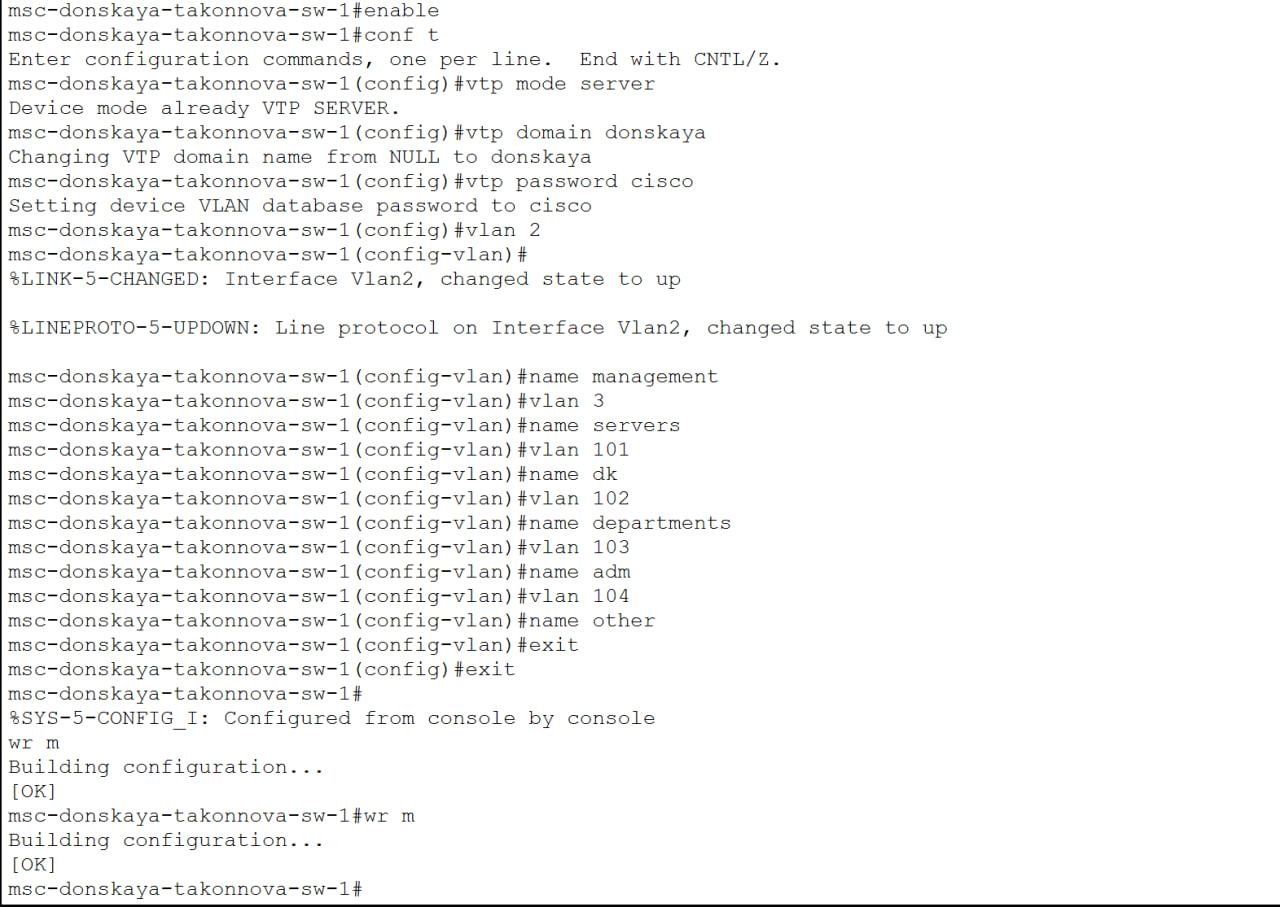 msc-donskaya-takonnova-sw-1#enable
msc-donskaya-takonnova-sw-1#conf t
Enter configuration commands, one per line.  End with CNTL/Z.
msc-donskaya-takonnova-sw-1(config)#vtp mode server
Device mode already VTP SERVER.
msc-donskaya-takonnova-sw-1(config)#vtp domain donskaya
Changing VTP domain name from NULL to donskaya
msc-donskaya-takonnova-sw-1(config)#vtp password cisco
Setting device VLAN database password to cisco
msc-donskaya-takonnova-sw-1(config)#vlan 2
msc-donskaya-takonnova-sw-1(config-vlan)#
%LINK-5-CHANGED: Interface Vlan2, changed state to up
%LINEPROTO-5-UPDOWN: Line protocol on Interface Vlan2, changed state to up
msc-donskaya-takonnova-sw-1(config-vlan)#name management
msc-donskaya-takonnova-sw-1(config-vlan)#vlan 3
msc-donskaya-takonnova-sw-1(config-vlan)#name servers
msc-donskaya-takonnova-sw-1(config-vlan)#vlan 101
msc-donskaya-takonnova-sw-1(config-vlan)#name dk
msc-donskaya-takonnova-sw-1(config-vlan)#vlan 102
msc-donskaya-takonnova-sw-1(config-vlan)#name departments
msc-donskaya-takonnova-sw-1(config-vlan)#vlan 103
msc-donskaya-takonnova-sw-1(config-vlan)#name adm
msc-donskaya-takonnova-sw-1(config-vlan)#vlan 104
msc-donskaya-takonnova-sw-1(config-vlan)#name other
msc-donskaya-takonnova-sw-1(config-vlan)#exit
msc-donskaya-takonnova-sw-1(config)#exit
msc-donskaya-takonnova-sw-1#
%SYS-5-CONFIG_I: Configured from console by console
wr m
Building configuration...
[OK]
msc-donskaya-takonnova-sw-1#wr m
Building configuration...
[OK]
msc-donskaya-takonnova-sw-1#